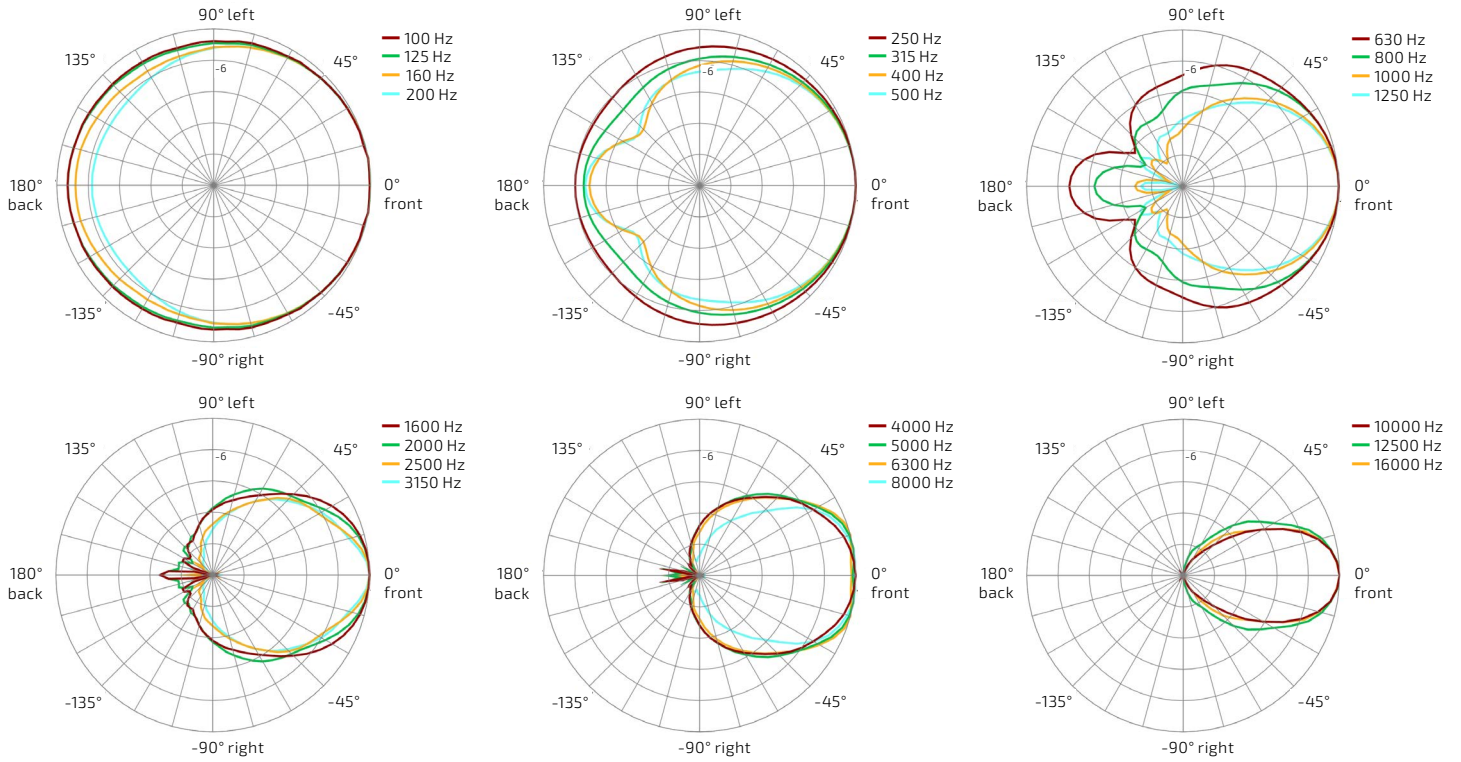 90° left
135°
45°
-6
180°
back
0°
front
-135°
-45°
-90° right
100 Hz
125 Hz
160 Hz
200 Hz
90° left
135°
45°
-6
180°
back
0°
front
-135°
-45°
-90° right
250 Hz
315 Hz
400 Hz
500 Hz
90° left
135°
45°
-6
180°
back
0°
front
-135°
-45°
-90° right
630 Hz
800 Hz
1000 Hz
1250 Hz
90° left
135°
45°
-6
180°
back
0°
front
-135°
-45°
-90° right
1600 Hz
2000 Hz
2500 Hz
3150 Hz
90° left
135°
45°
-6
180°
back
0°
front
-135°
-45°
-90° right
4000 Hz
5000 Hz
6300 Hz
8000 Hz
90° left
135°
45°
-6
180°
back
0°
front
-135°
-45°
-90° right
10000 Hz
12500 Hz
16000 Hz